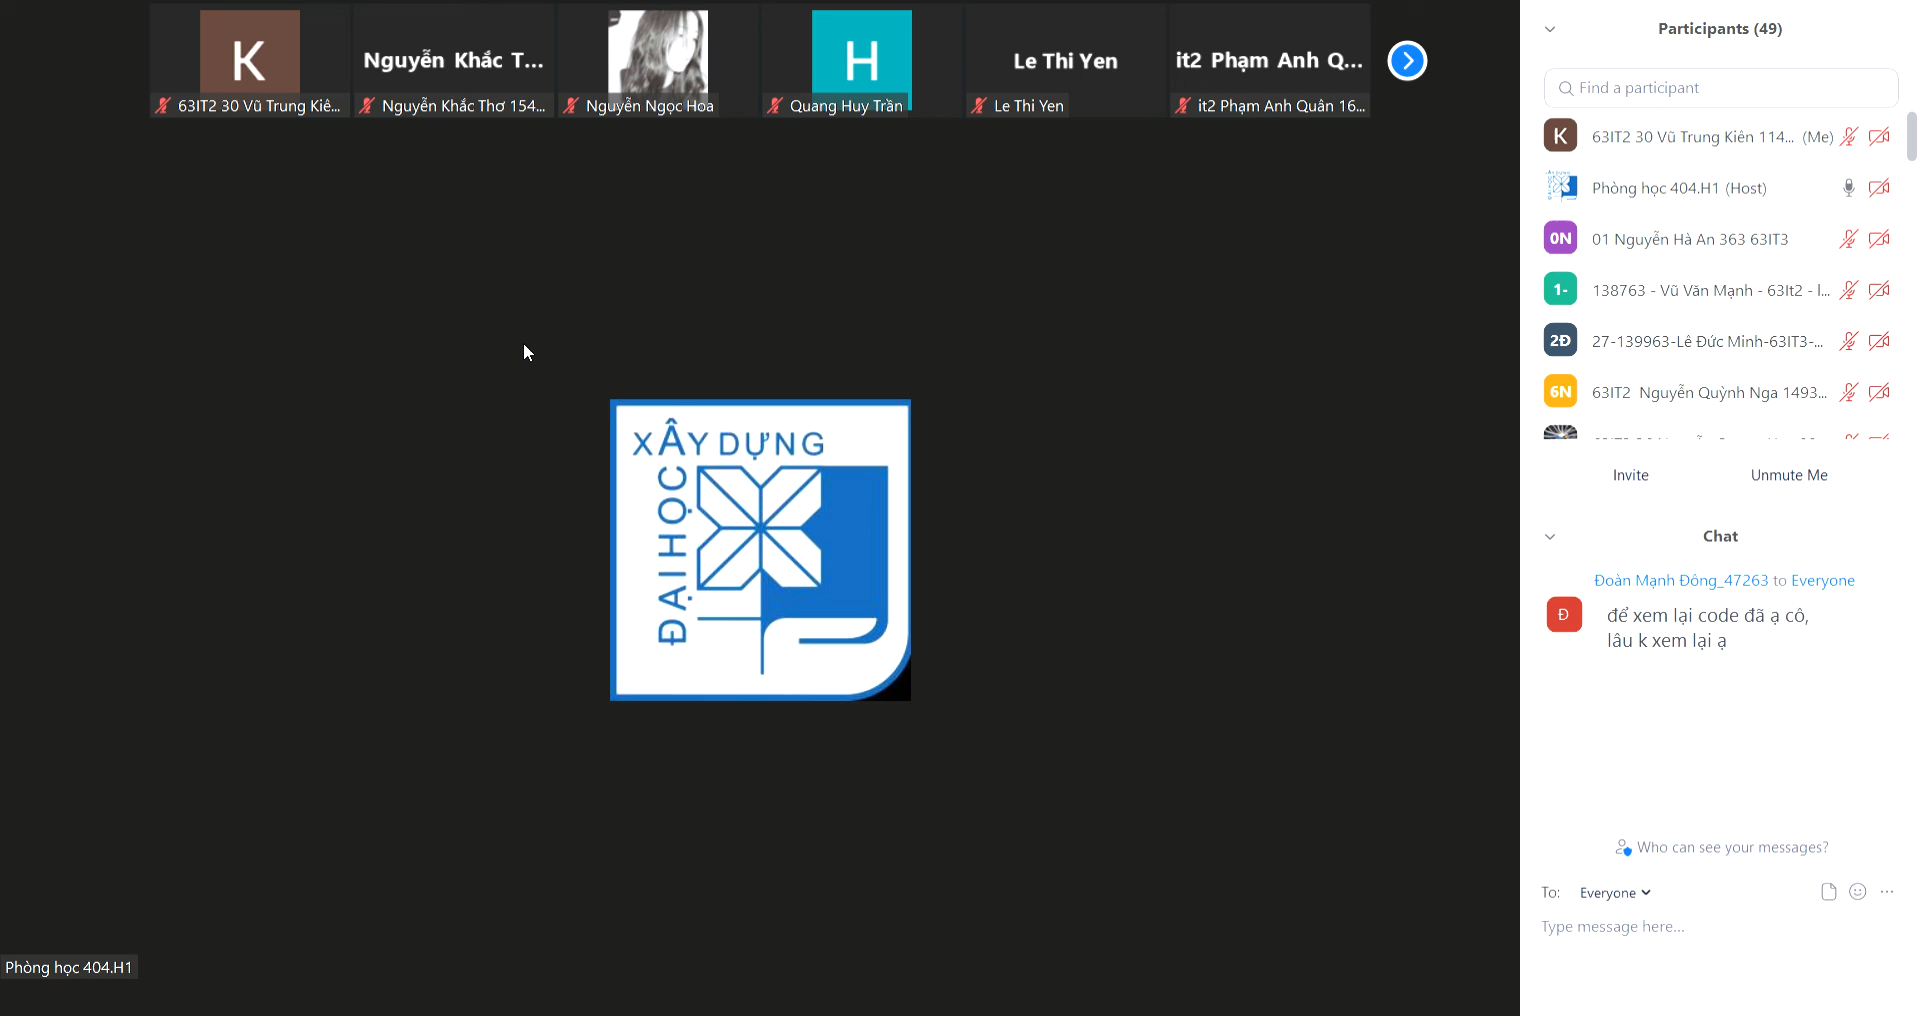 K
Nguyễn Khắc T...
H
Le Thi Yen
it2 Phạm Anh Q...
63IT2 30 Vũ Trung Kiê...
Nguyễn Khắc Thơ 154...
Nguyễn Ngọc Hoa
Quang Huy Trần
Le Thi Yen
it2 Phạm Anh Quân 16...
XÂY DỰNG
ĐẠI HỌC
Phòng học 404.H1
Participants (49)
Find a participant
K 63IT2 30 Vũ Trung Kiên 114... (Me)
Phòng học 404.H1 (Host)
0N 01 Nguyễn Hà An 363 63IT3
1- 138763 - Vũ Văn Mạnh - 63It2 - l...
2Đ 27-139963-Lê Đức Minh-63IT3-...
6N 63IT2 Nguyễn Quỳnh Nga 1493...
Invite Unmute Me
Chat
Đoàn Mạnh Đông_47263 to Everyone
Đ để xem lại code đã ạ cô,
lâu k xem lại ạ
Who can see your messages?
To: Everyone
Type message here...